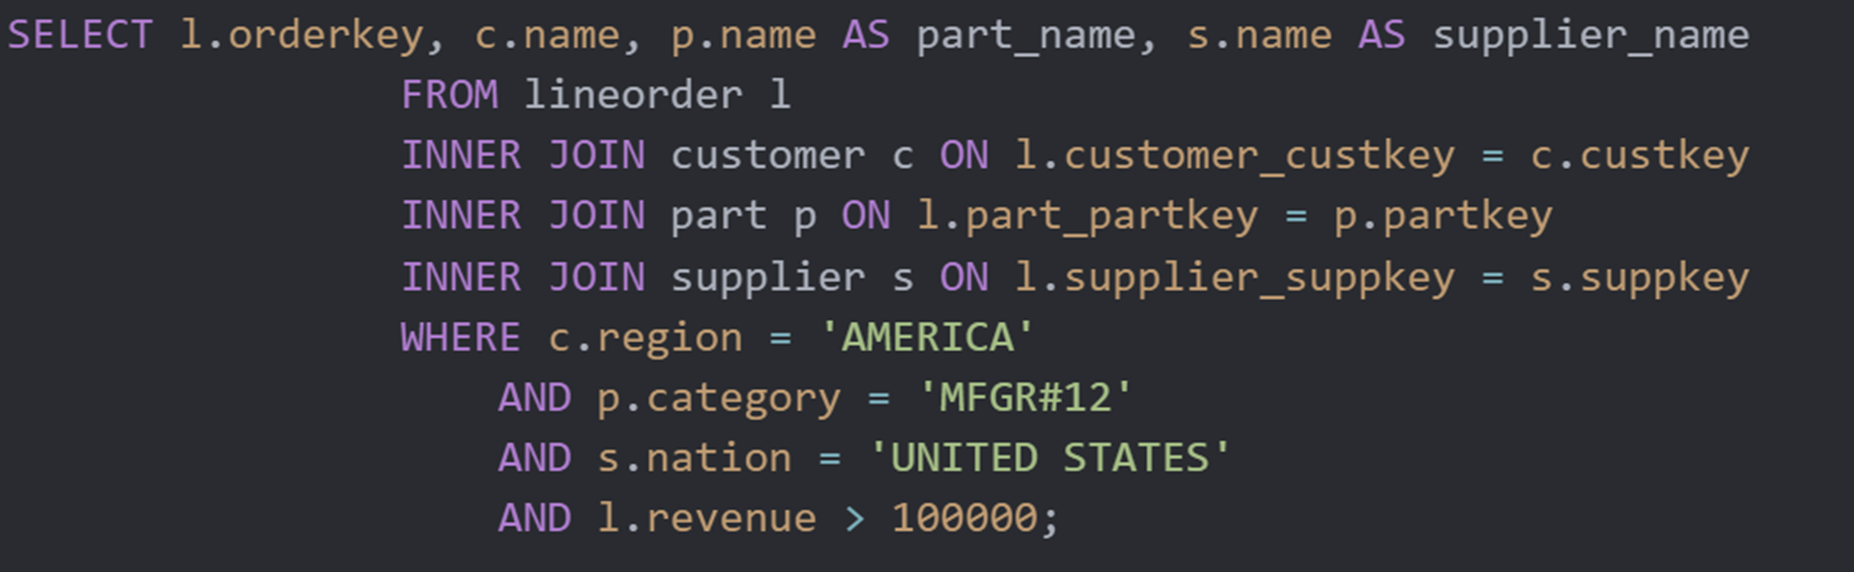 SELECT l.orderkey, c.name, p.name AS part_name, s.name AS supplier_name
FROM lineorder l
INNER JOIN customer c ON l.customer_custkey = c.custkey
INNER JOIN part p ON l.part_partkey = p.partkey
INNER JOIN supplier s ON l.supplier_suppkey = s.suppkey
WHERE c.region = 'AMERICA'
AND p.category = 'MFGR#12'
AND s.nation = 'UNITED STATES'
AND l.revenue > 100000;